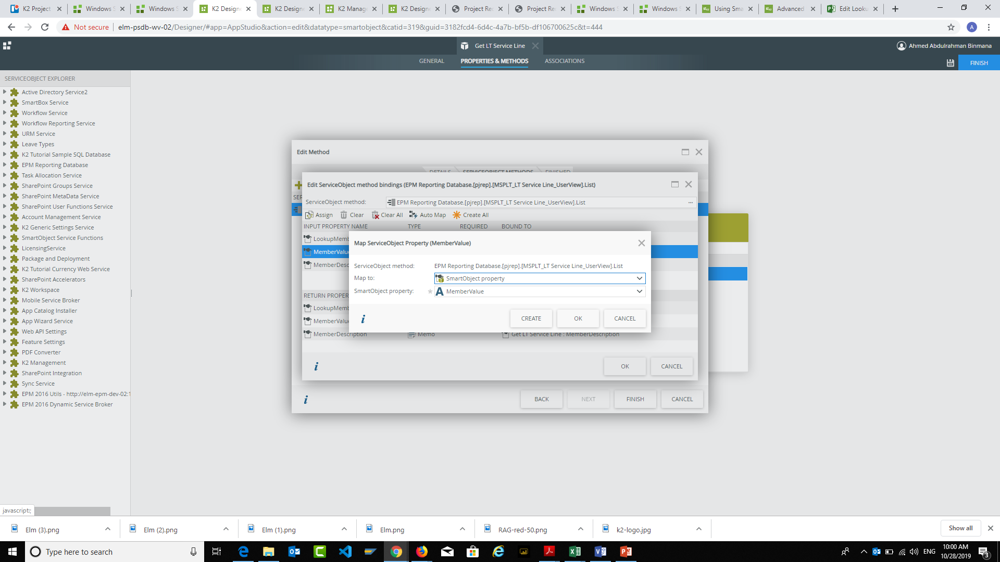 K2 Project
Windows S
Windows S
K2 Design
K2 Design
K2 Manage
K2 Design
Project Re
Project Re
Windows S
Windows S
Using Sma
Advanced
Edit Looku
Not secure
elm-psdb-wv-02/Designer/#app=AppStudio&action=edit&datatype=smartobject&catid=319&guid=3182fcd4-6d4c-4a7b-bf5b-df106700625c&t=444
A
Get LT Service Line
Ahmed Abdulrahman Binmana
GENERAL
PROPERTIES & METHODS
ASSOCIATIONS
FINISH
SERVICEOBJECT EXPLORER
Active Directory Service2
SmartBox Service
Workflow Service
Workflow Reporting Service
URM Service
Leave Types
K2 Tutorial Sample SQL Database
EPM Reporting Database
Task Allocation Service
SharePoint Groups Service
SharePoint MetaData Service
SharePoint User Functions Service
Account Management Service
K2 Generic Settings Service
SmartObject Service Functions
LicensingService
Package and Deployment
K2 Tutorial Currency Web Service
SharePoint Accelerators
K2 Workspace
Mobile Service Broker
App Catalog Installer
App Wizard Service
Web API Settings
Feature Settings
PDF Converter
K2 Management
SharePoint Integration
Sync Service
EPM 2016 Utils - http://elm-epm-dev-02:1
EPM 2016 Dynamic Service Broker
Edit Method
DETAILS
SERVICEOBJECT METHODS
FINISHED
SER
Edit ServiceObject method bindings (EPM Reporting Database.[pjrep].[MSPLT_LT Service Line_UserView].List)
ServiceObject method:
EPM Reporting Database.[pjrep].[MSPLT_LT Service Line_UserView].List
...
Assign
Clear
Clear All
Auto Map
Create All
INPUT PROPERTY NAME
TYPE
REQUIRED
BOUND TO
LookupMemb
MemberValue
MemberDesc
RETURN PROPER
LookupMemb
MemberValue
MemberDescription
Memo
Get LT Service Line : MemberDescription
OK
CANCEL
Map ServiceObject Property (MemberValue)
ServiceObject method:
EPM Reporting Database.[pjrep].[MSPLT_LT Service Line_UserView].List
Map to:
SmartObject property
SmartObject property:
* A MemberValue
CREATE
OK
CANCEL
BACK
NEXT
FINISH
CANCEL
javascript:;
Elm (3).png
Elm (2).png
Elm (1).png
Elm.png
RAG-red-50.png
k2-logo.jpg
Show all
Type here to search
ENG
10:00 AM
10/28/2019
3